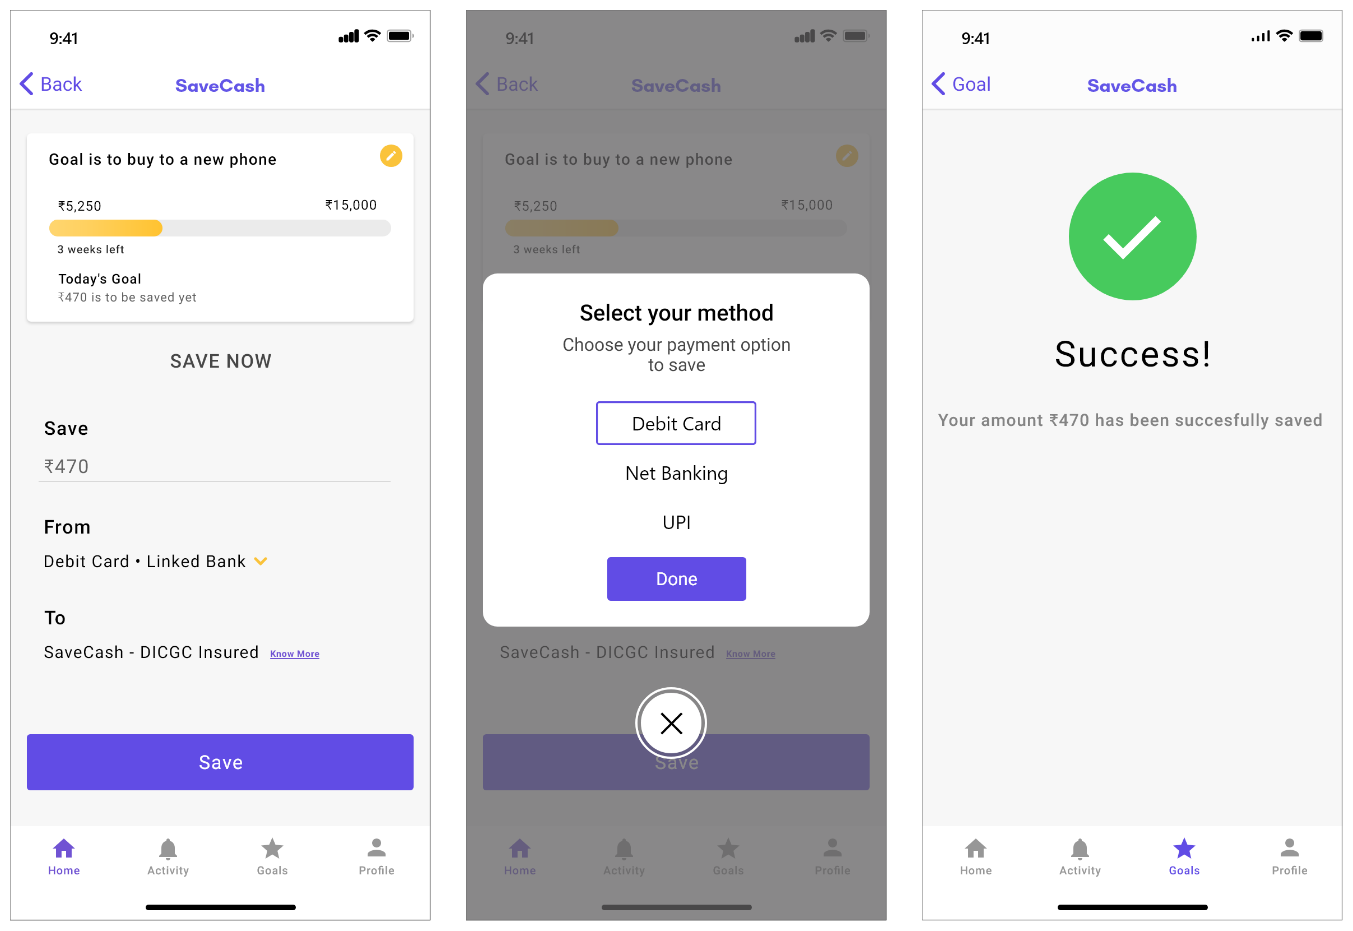 9:41
Back
SaveCash
Goal is to buy to a new phone
₹5,250
₹15,000
3 weeks left
Today's Goal
₹470 is to be saved yet
SAVE NOW
Save
₹470
From
Debit Card • Linked Bank
To
SaveCash - DICGC Insured Know More
Save
Home
Activity
Goals
Profile
9:41
Back
SaveCash
Goal is to buy to a new phone
₹5,250
₹15,000
3 weeks left
Select your method
Choose your payment option
to save
Debit Card
Net Banking
UPI
Done
SaveCash - DICGC Insured Know More
Save
Home
Activity
Goals
Profile
9:41
Goal
SaveCash
Success!
Your amount ₹470 has been succesfully saved
Home
Activity
Goals
Profile